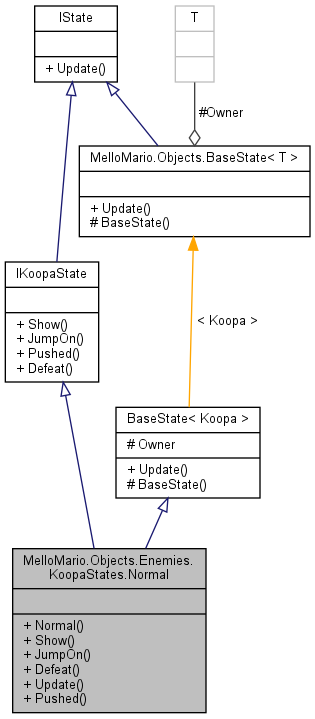 IState
+ Update()
T
#Owner
MelloMario.Objects.BaseState< T >
+ Update()
# BaseState()
IKoopaState
+ Show()
+ JumpOn()
+ Pushed()
+ Defeat()
< Koopa >
BaseState< Koopa >
# Owner
+ Update()
# BaseState()
MelloMario.Objects.Enemies.
KoopaStates.Normal
+ Normal()
+ Show()
+ JumpOn()
+ Defeat()
+ Update()
+ Pushed()